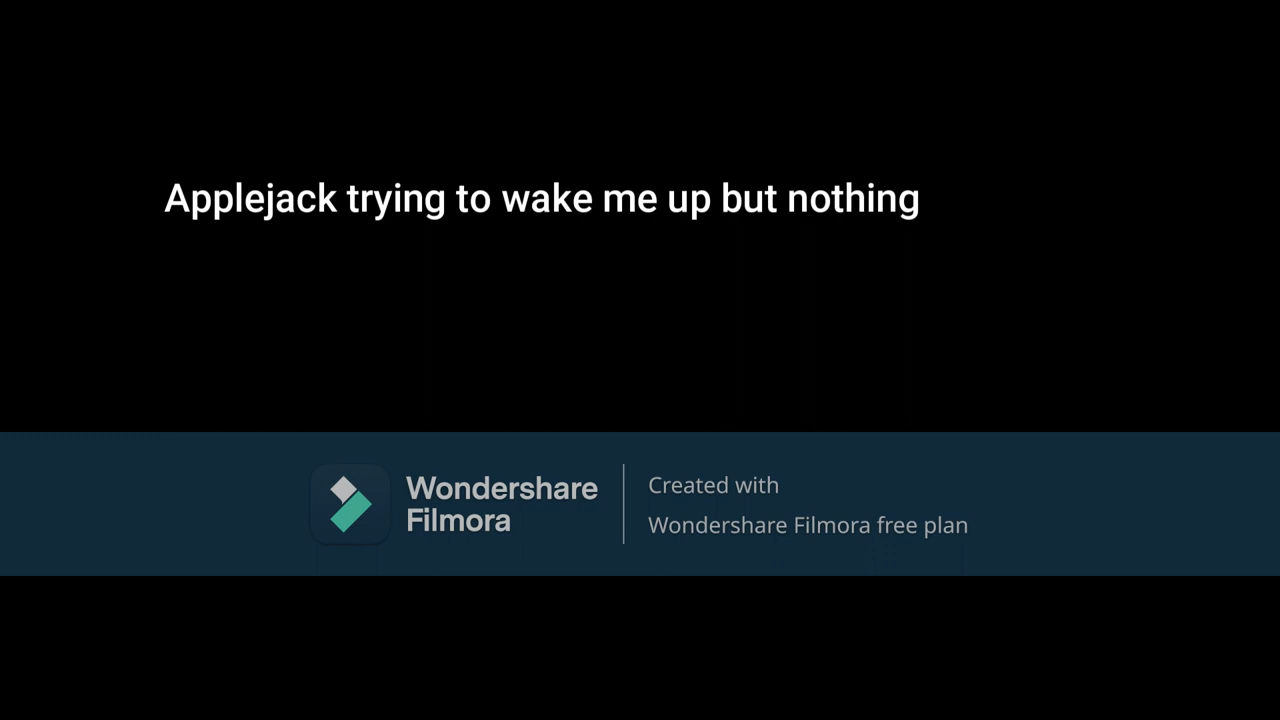 Applejack trying to wake me up but nothing
Wondershare
Filmora
Created with
Wondershare Filmora free plan